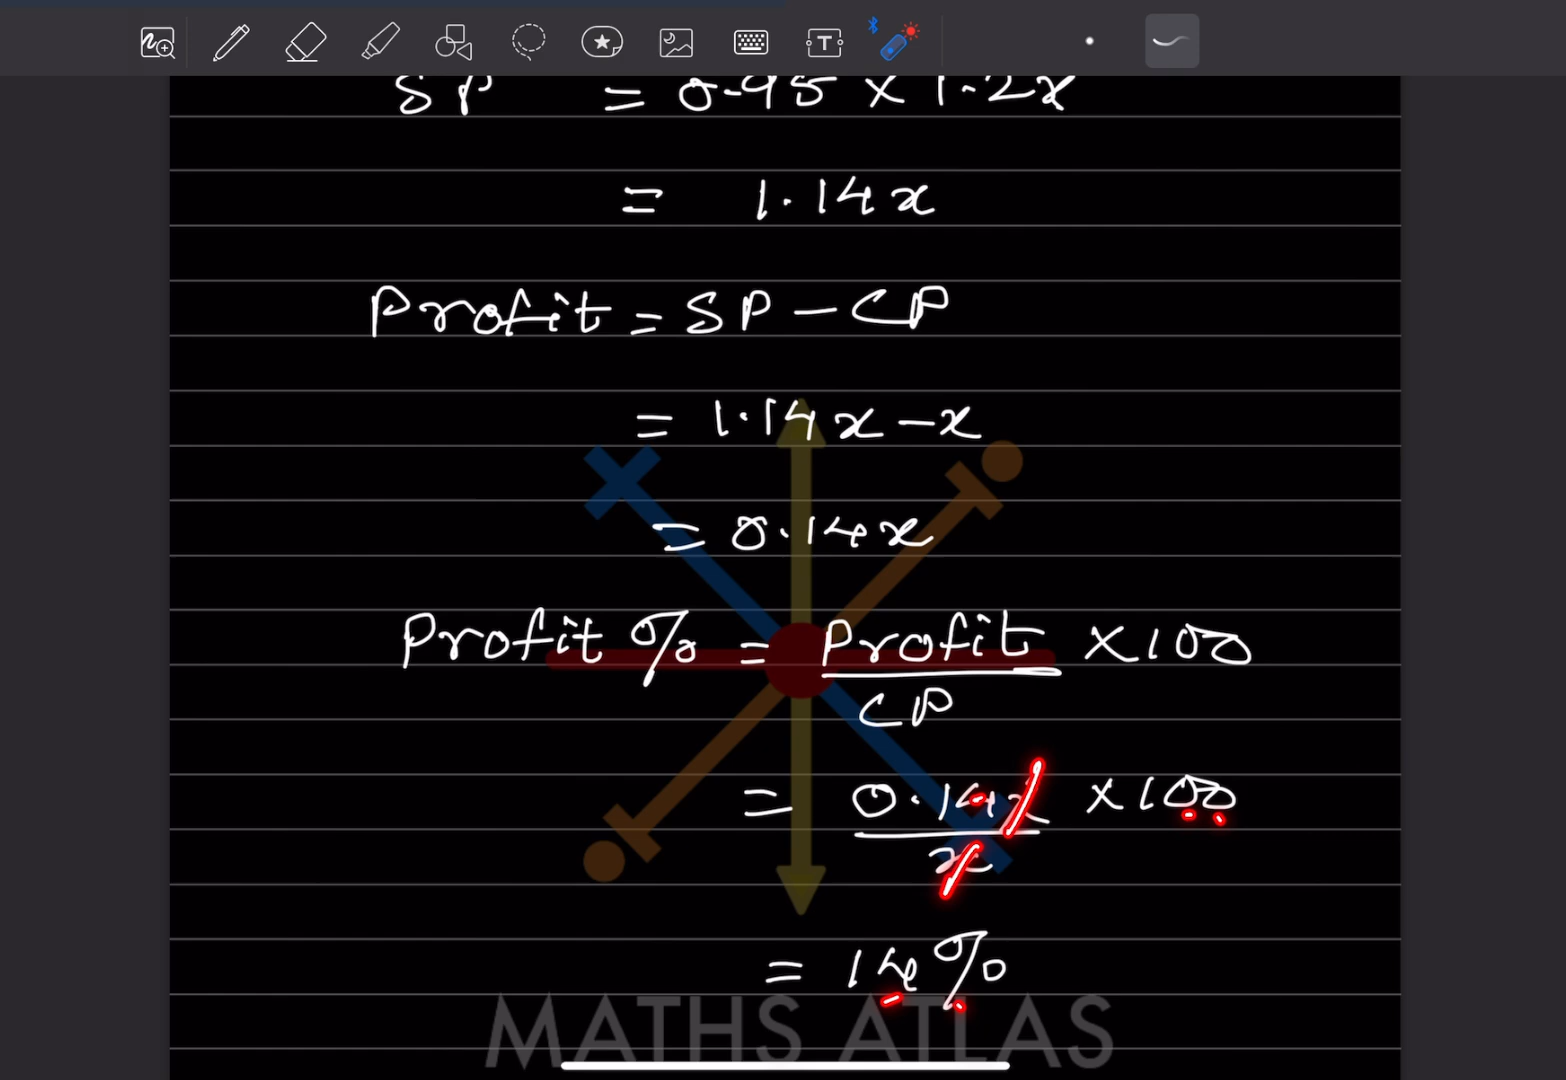 SP = 0.95 × 1.2x
= 1.14x
Profit = SP − CP
= 1.14x − x
= 0.14x
Profit % = Profit × 100
CP
= 0.14x × 100
x
= 14%
MATHS ATLAS